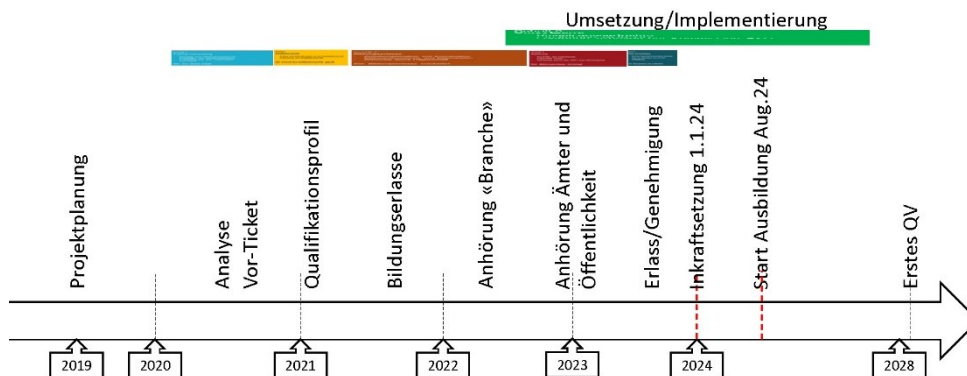 Umsetzung/Implementierung
Projektplanung
Analyse
Vor-Ticket
Qualifikationsprofil
Bildungserlasse
Anhörung «Branche»
Anhörung Ämter und
Öffentlichkeit
Erlass/Genehmigung
Inkraftsetzung 1.1.24
Start Ausbildung Aug.24
Erstes QV
2019
2020
2021
2022
2023
2024
2028